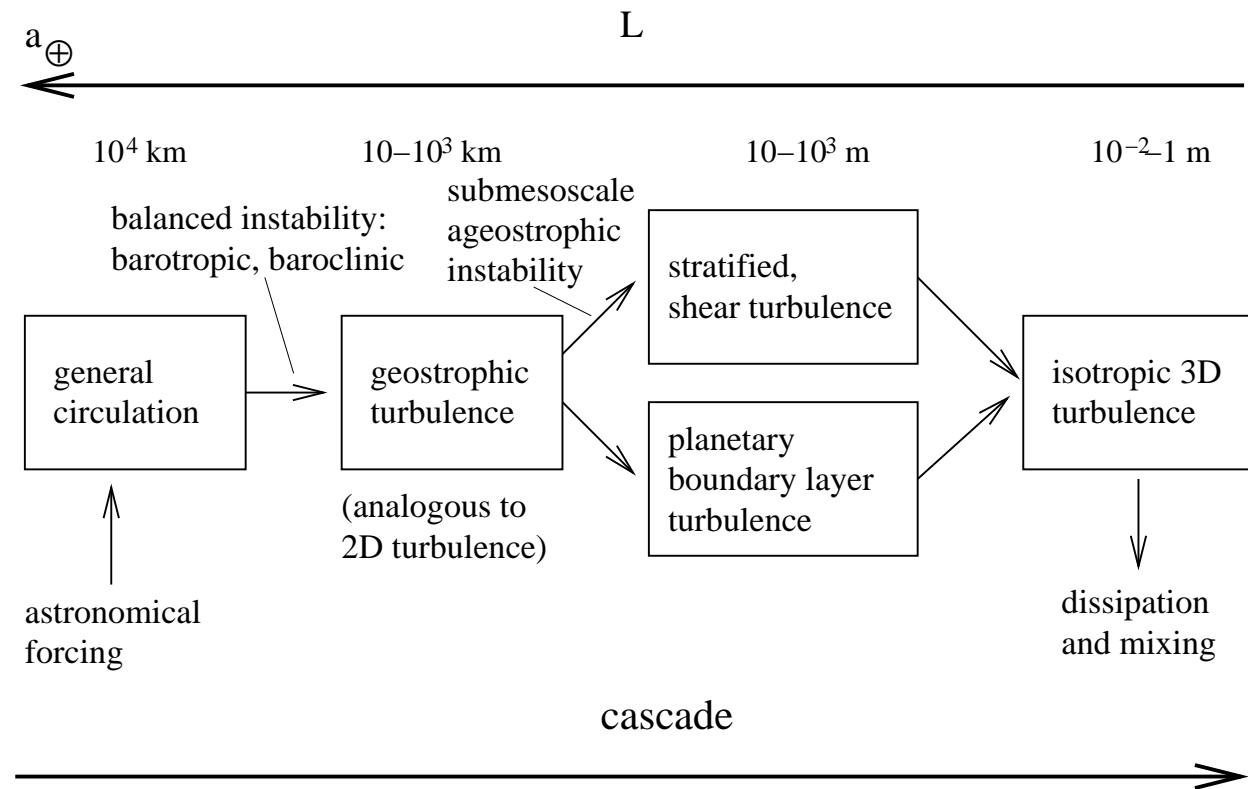 a⊕
L
10⁴ km
10–10³ km
10–10³ m
10⁻²–1 m
balanced instability:
barotropic, baroclinic
submesoscale
ageostrophic
instability
general
circulation
geostrophic
turbulence
(analogous to
2D turbulence)
stratified,
shear turbulence
planetary
boundary layer
turbulence
isotropic 3D
turbulence
astronomical
forcing
dissipation
and mixing
cascade